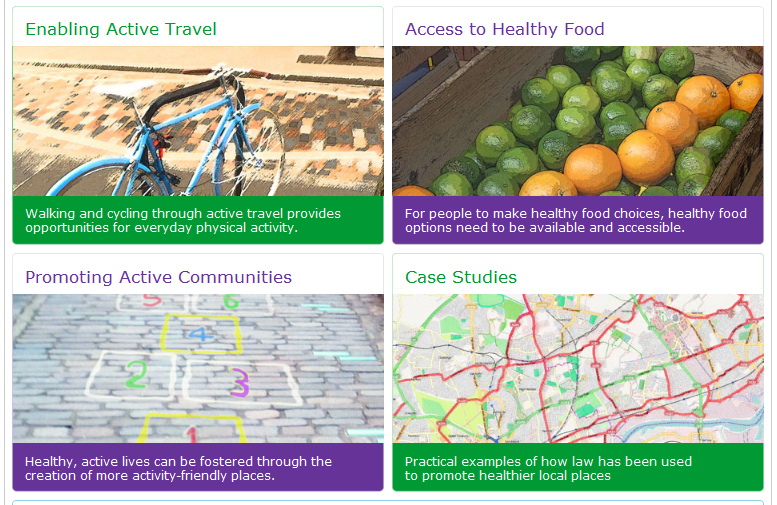 Enabling Active Travel
Walking and cycling through active travel provides
opportunities for everyday physical activity.
Access to Healthy Food
For people to make healthy food choices, healthy food
options need to be available and accessible.
Promoting Active Communities
5
6
4
2
3
1
Healthy, active lives can be fostered through the
creation of more activity-friendly places.
Case Studies
Practical examples of how law has been used
to promote healthier local places